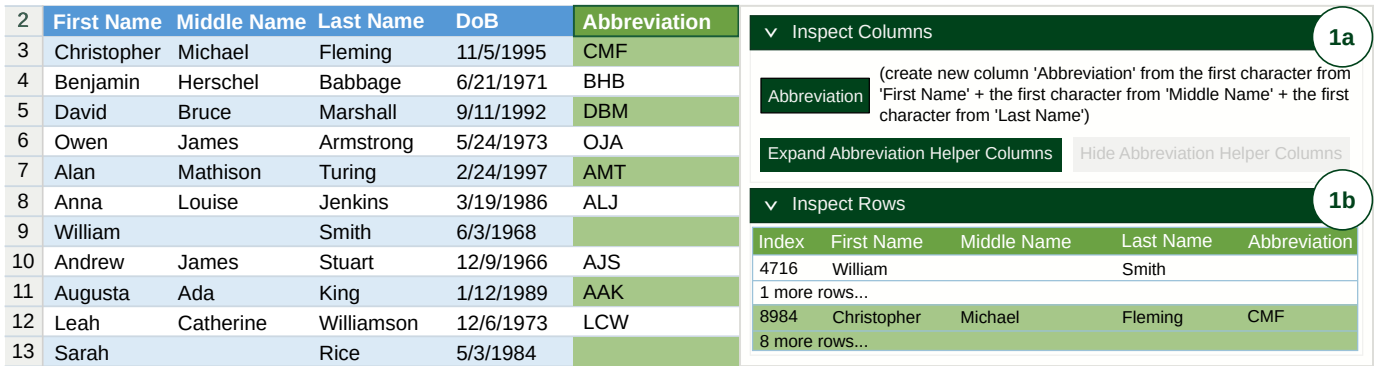 2 First Name Middle Name Last Name DoB Abbreviation
3 Christopher Michael Fleming 11/5/1995 CMF
4 Benjamin Herschel Babbage 6/21/1971 BHB
5 David Bruce Marshall 9/11/1992 DBM
6 Owen James Armstrong 5/24/1973 OJA
7 Alan Mathison Turing 2/24/1997 AMT
8 Anna Louise Jenkins 3/19/1986 ALJ
9 William Smith 6/3/1968
10 Andrew James Stuart 12/9/1966 AJS
11 Augusta Ada King 1/12/1989 AAK
12 Leah Catherine Williamson 12/6/1973 LCW
13 Sarah Rice 5/3/1984
Inspect Columns 1a
Abbreviation
(create new column 'Abbreviation' from the first character from
'First Name' + the first character from 'Middle Name' + the first
character from 'Last Name')
Expand Abbreviation Helper Columns Hide Abbreviation Helper Columns
Inspect Rows 1b
Index First Name Middle Name Last Name Abbreviation
4716 William Smith
1 more rows...
8984 Christopher Michael Fleming CMF
8 more rows...